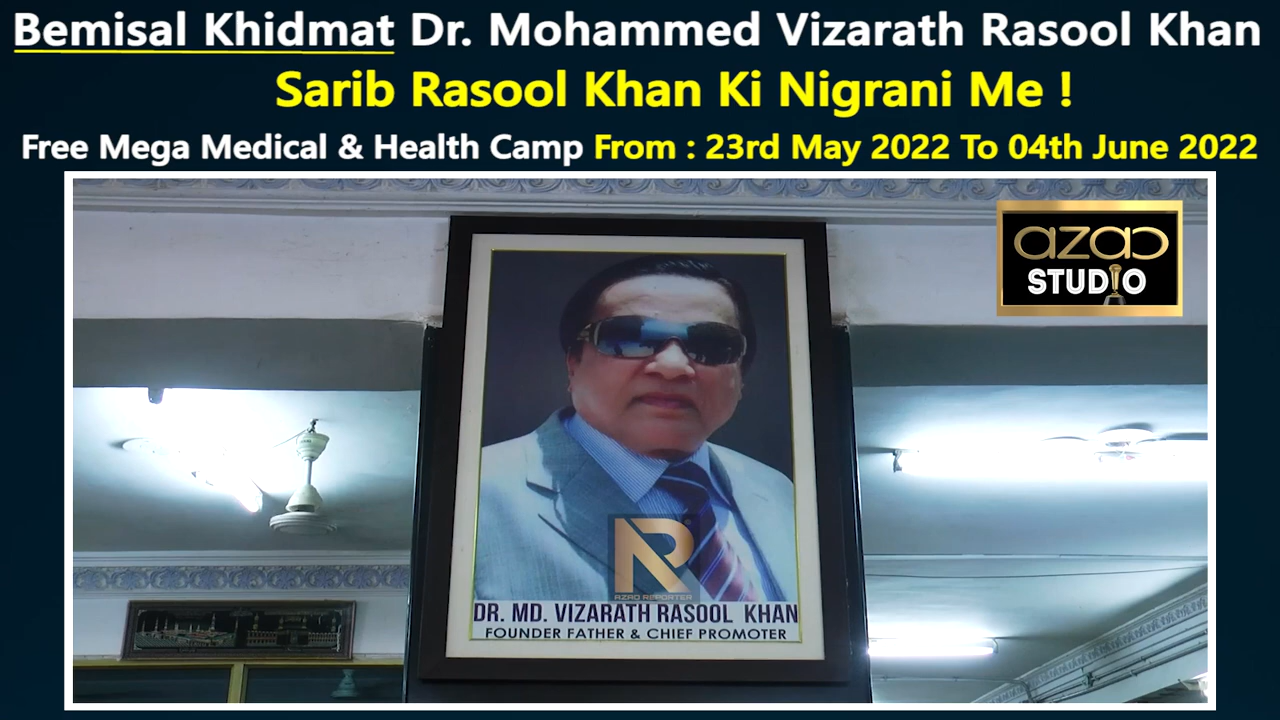 Bemisal Khidmat Dr. Mohammed Vizarath Rasool Khan
Sarib Rasool Khan Ki Nigrani Me !
Free Mega Medical & Health Camp From : 23rd May 2022 To 04th June 2022
azad
STUDIO
R
AZAD REPORTER
DR. MD. VIZARATH RASOOL KHAN
FOUNDER FATHER & CHIEF PROMOTER